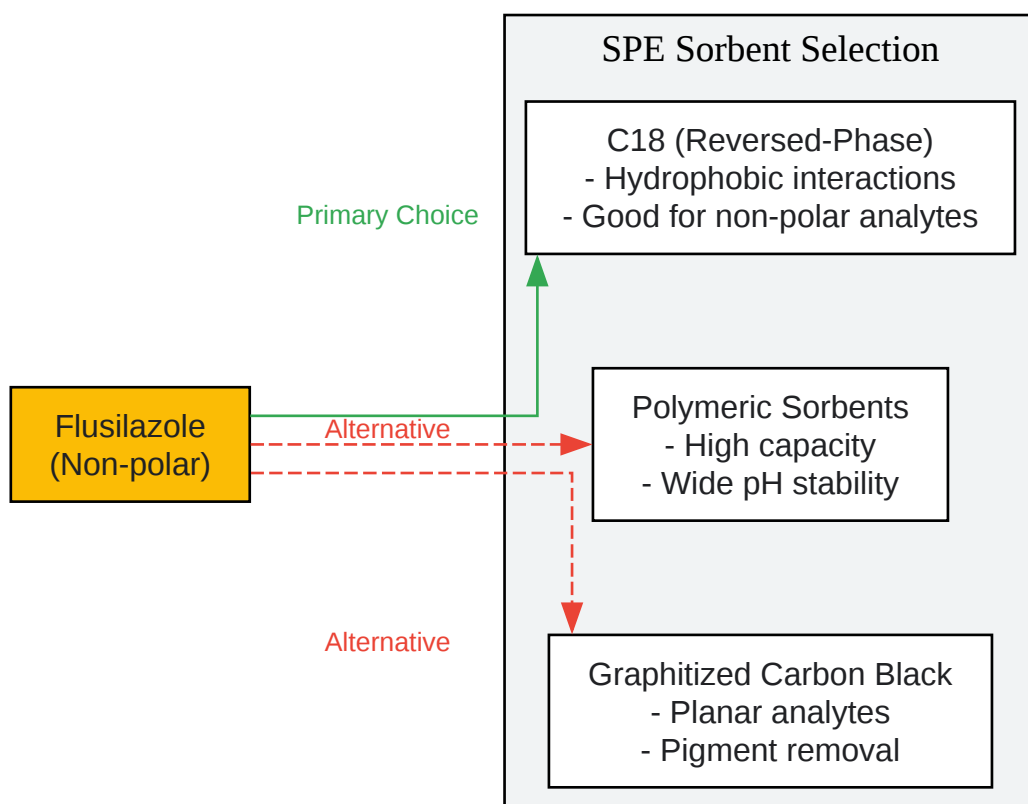 SPE Sorbent Selection
C18 (Reversed-Phase)
- Hydrophobic interactions
- Good for non-polar analytes
Primary Choice
Flusilazole
(Non-polar)
Alternative
Polymeric Sorbents
- High capacity
- Wide pH stability
Alternative
Graphitized Carbon Black
- Planar analytes
- Pigment removal